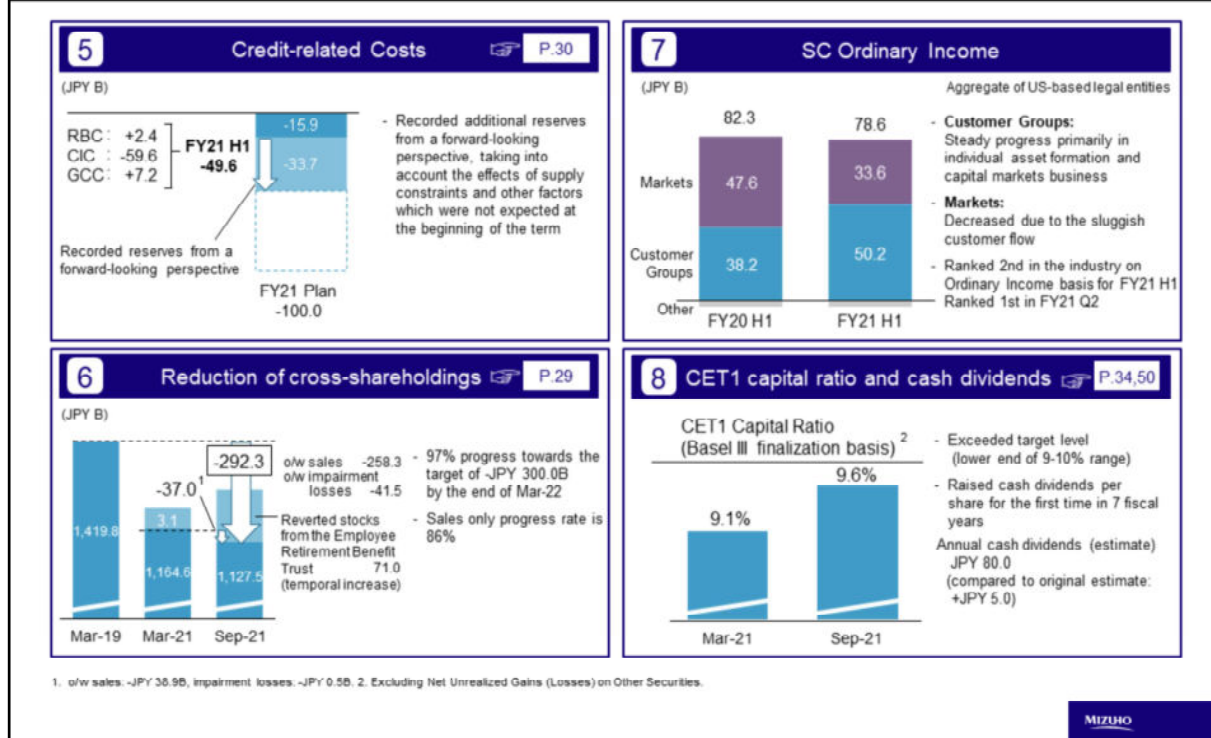 5
Credit-related Costs ☞ P.30
(JPY B)
RBC: +2.4
CIC : -59.6
GCC: +7.2
FY21 H1
-49.6
-15.9
-33.7
Recorded reserves from a
forward-looking perspective
FY21 Plan
-100.0
- Recorded additional reserves
from a forward-looking
perspective, taking into
account the effects of supply
constraints and other factors
which were not expected at
the beginning of the term
7
SC Ordinary Income
(JPY B)
Aggregate of US-based legal entities
82.3
78.6
Markets
47.6
33.6
Customer
Groups
38.2
50.2
Other
FY20 H1
FY21 H1
- Customer Groups:
Steady progress primarily in
individual asset formation and
capital markets business
- Markets:
Decreased due to the sluggish
customer flow
- Ranked 2nd in the industry on
Ordinary Income basis for FY21 H1
Ranked 1st in FY21 Q2
6
Reduction of cross-shareholdings ☞ P.29
(JPY B)
-292.3
-37.0¹
1,419.8
3.1
1,164.6
1,127.5
Mar-19
Mar-21
Sep-21
o/w sales -258.3
o/w impairment
losses -41.5
Reverted stocks
from the Employee
Retirement Benefit
Trust 71.0
(temporal increase)
- 97% progress towards the
target of -JPY 300.0B
by the end of Mar-22
- Sales only progress rate is
86%
8
CET1 capital ratio and cash dividends ☞ P.34,50
CET1 Capital Ratio
(Basel Ⅲ finalization basis) ²
9.1%
9.6%
Mar-21
Sep-21
- Exceeded target level
(lower end of 9-10% range)
- Raised cash dividends per
share for the first time in 7 fiscal
years
Annual cash dividends (estimate)
JPY 80.0
(compared to original estimate:
+JPY 5.0)
1. o/w sales: -JPY 38.9B, impairment losses: -JPY 0.5B. 2. Excluding Net Unrealized Gains (Losses) on Other Securities.
MIZUHO